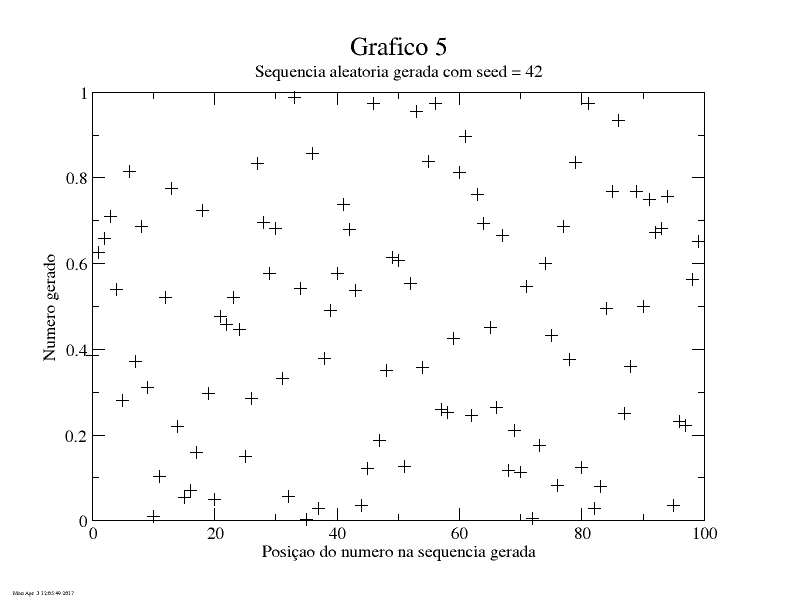 Grafico 5
Sequencia aleatoria gerada com seed = 42
1
0.8
0.6
0.4
0.2
0
Numero gerado
0 20 40 60 80 100
Posiçao do numero na sequencia gerada
Mon Apr 3 12:05:49 2017